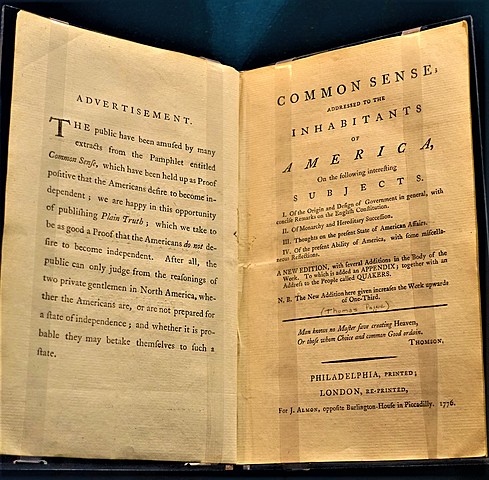 ADVERTISEMENT.
THE public have been amused by many
extracts from the Pamphlet entitled
Common Sense, which have been held up as Proof
positive that the Americans desire to become in-
dependent; we are happy in this opportunity
of publishing Plain Truth; which we take to
be as good a Proof that the Americans do not de-
sire to become independent. After all, the
public can only judge from the reasonings of
two private gentlemen in North America, whe-
ther the Americans are, or are not prepared for
a state of independence; and whether it is pro-
bable they may betake themselves to such a
state.
COMMON SENSE;
ADDRESSED TO THE
INHABITANTS
OF
AMERICA,
On the following interesting
SUBJECTS.
I. Of the Origin and Design of Government in general, with
concise Remarks on the English Constitution.
II. Of Monarchy and Hereditary Succession.
III. Thoughts on the present State of American Affairs.
IV. Of the present Ability of America, with some miscella-
neous Reflections.
A NEW EDITION, with several Additions in the Body of the
Work. To which is added an APPENDIX; together with an
Address to the People called QUAKERS.
N. B. The New Addition here given increases the Work upwards
of One-Third.
(Thomas Paine)
Man knows no Master save creating Heaven,
Or those whom Choice and common Good ordain.
THOMSON.
PHILADELPHIA, PRINTED;
LONDON, RE-PRINTED,
For J. ALMON, opposite Burlington-House in Piccadilly. 1776.